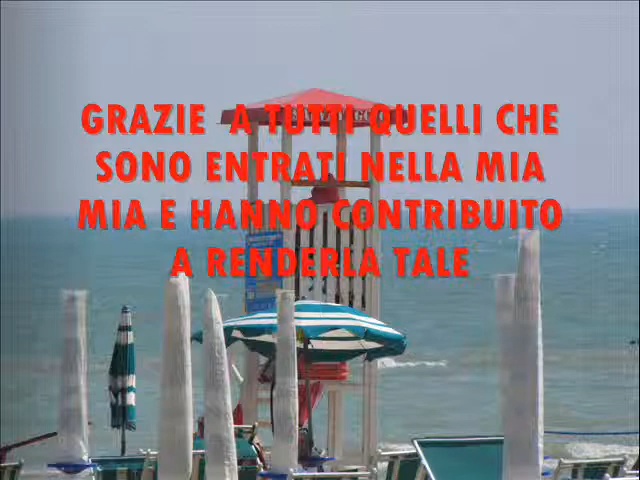 GRAZIE A TUTTI QUELLI CHE
SONO ENTRATI NELLA MIA
MIA E HANNO CONTRIBUITO
A RENDERLA TALE